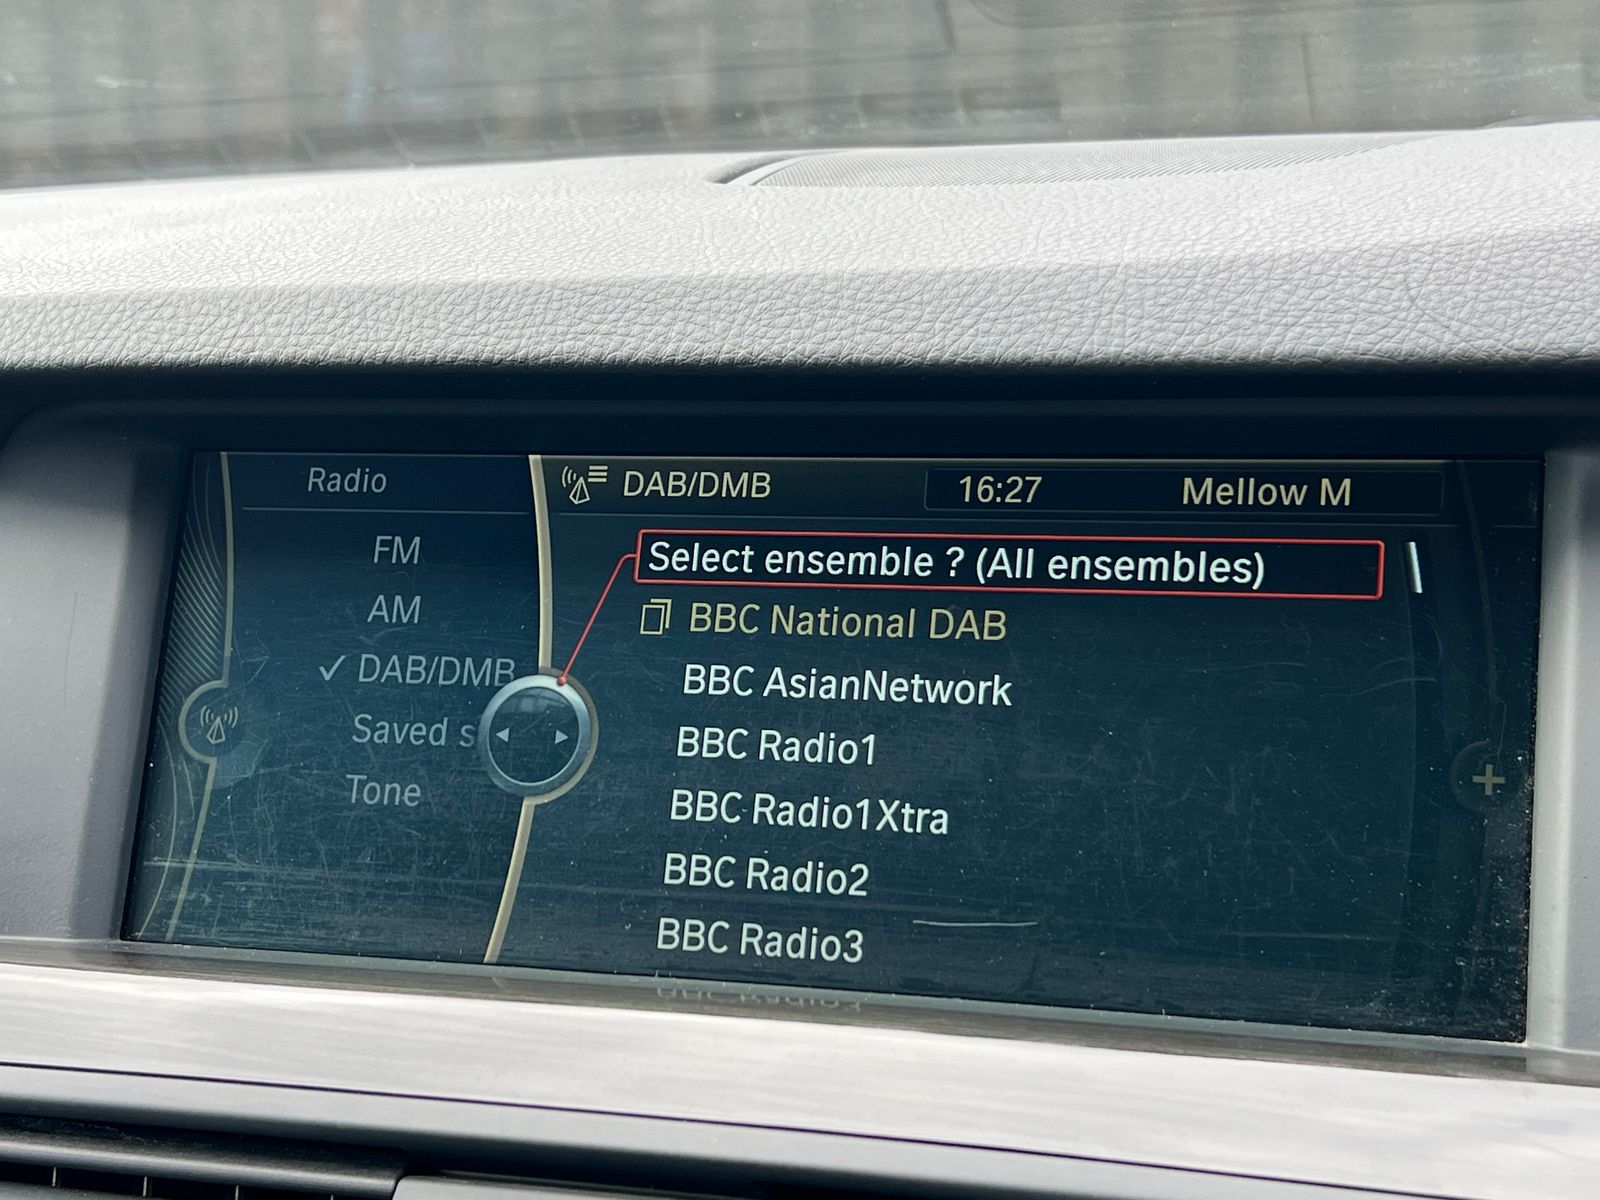 Radio
FM
AM
✓ DAB/DMB
Saved s
Tone
DAB/DMB
16:27
Mellow M
Select ensemble ? (All ensembles)
BBC National DAB
BBC AsianNetwork
BBC Radio1
BBC Radio1Xtra
BBC Radio2
BBC Radio3